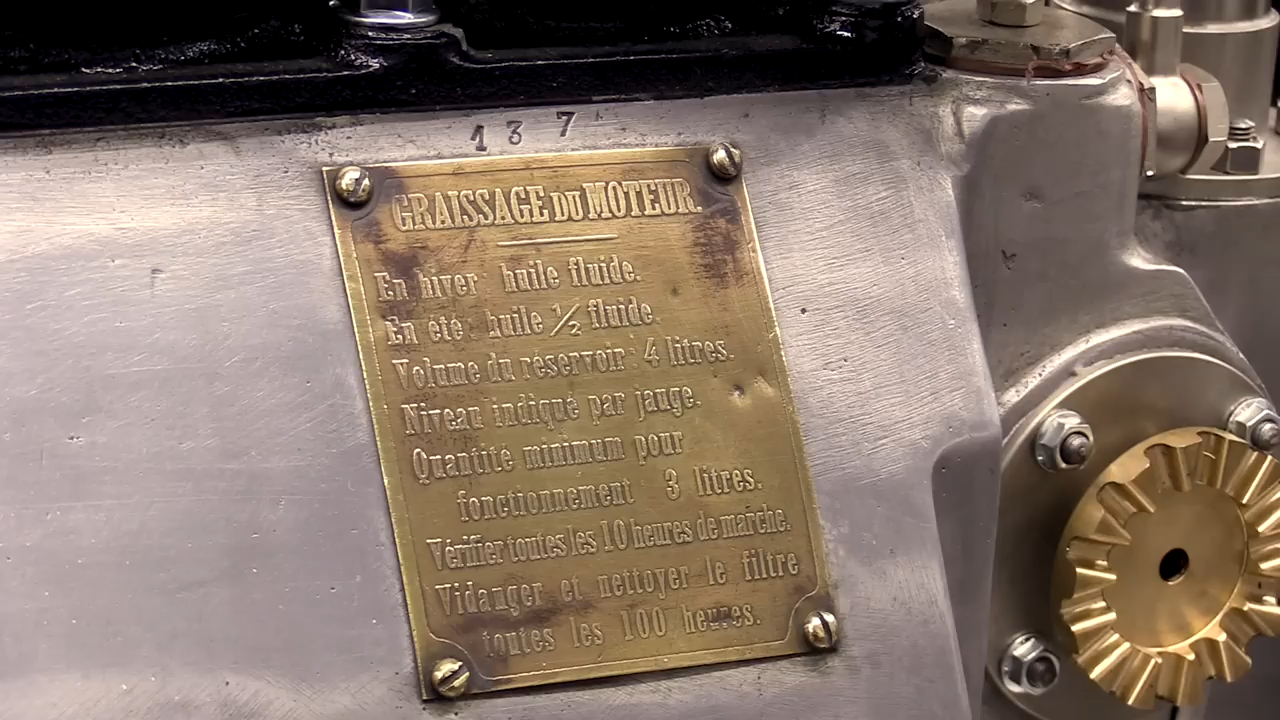 137
GRAISSAGE DU MOTEUR.
En hiver huile fluide.
En été huile 1/2 fluide.
Volume du réservoir : 4 litres.
Niveau indiqué par jauge.
Quantité minimum pour
fonctionnement 3 litres.
Vérifier toutes les 10 heures de marche.
Vidanger et nettoyer le filtre
toutes les 100 heures.